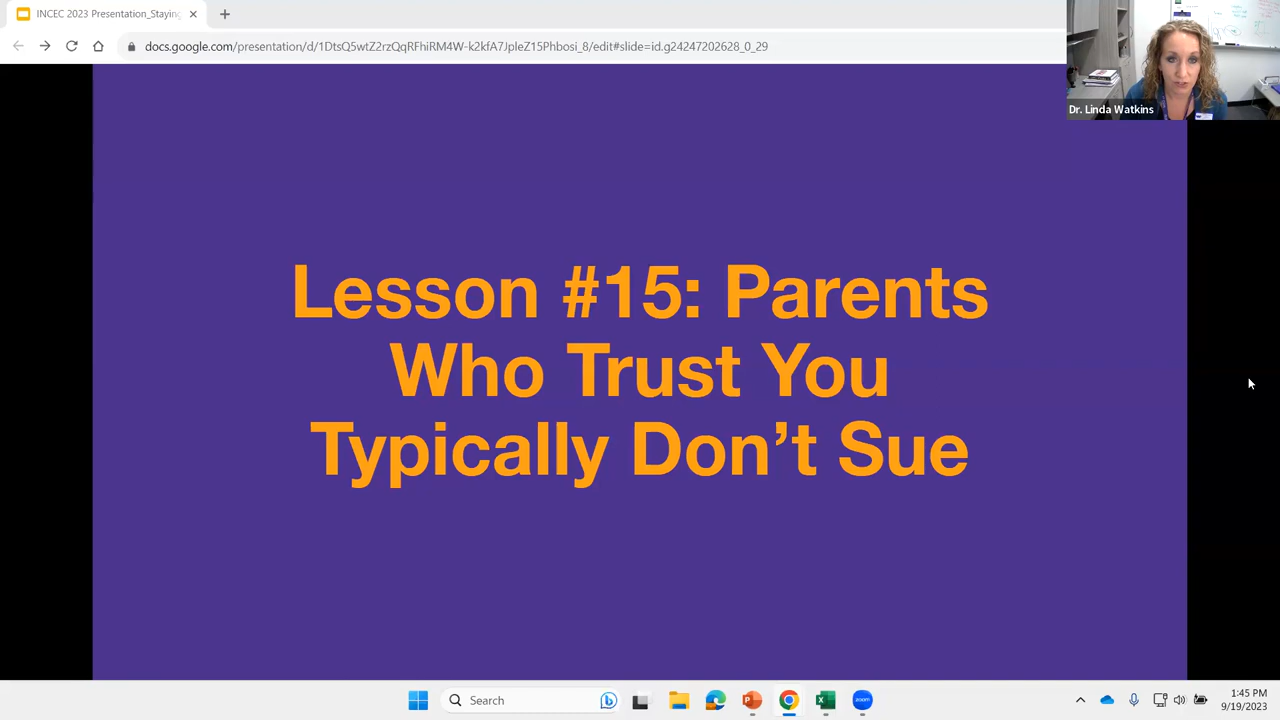 INCEC 2023 Presentation_Staying
docs.google.com/presentation/d/1DtsQ5wtZ2rzQqRFhiRM4W-k2kfA7JpleZ15Phbosi_8/edit#slide=id.g24247202628_0_29
Dr. Linda Watkins
Lesson #15: Parents
Who Trust You
Typically Don’t Sue
Search
1:45 PM
9/19/2023